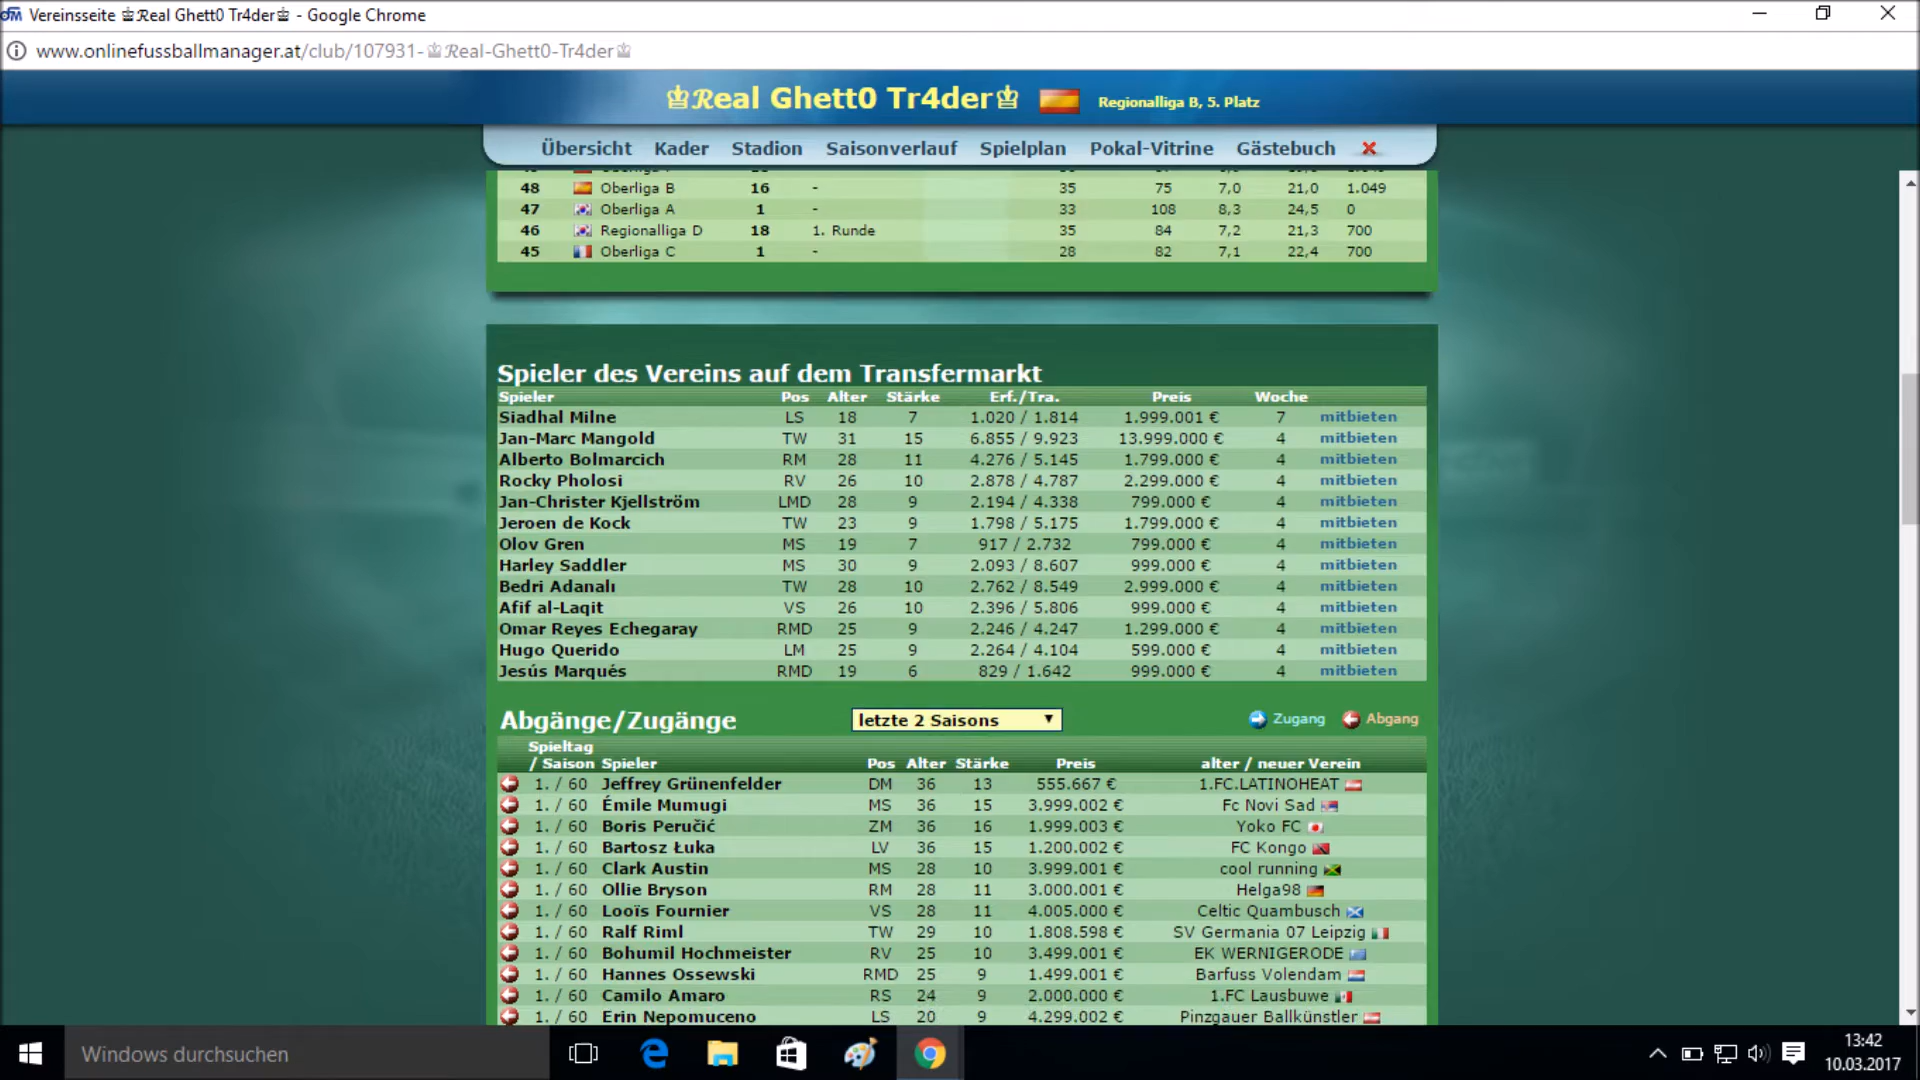 Vereinsseite ♔ℛeal Ghett0 Tr4der♔ - Google Chrome
www.onlinefussballmanager.at/club/107931-♔ℛeal-Ghett0-Tr4der♔
♔ℛeal Ghett0 Tr4der♔ Regionalliga B, 5. Platz
Übersicht Kader Stadion Saisonverlauf Spielplan Pokal-Vitrine Gästebuch
48 Oberliga B 16 - 35 75 7,0 21,0 1.049
47 Oberliga A 1 - 33 108 8,3 24,5 0
46 Regionalliga D 18 1. Runde 35 84 7,2 21,3 700
45 Oberliga C 1 - 28 82 7,1 22,4 700
Spieler des Vereins auf dem Transfermarkt
Spieler Pos Alter Stärke Erf./Tra. Preis Woche
Siadhal Milne LS 18 7 1.020 / 1.814 1.999.001 € 7 mitbieten
Jan-Marc Mangold TW 31 15 6.855 / 9.923 13.999.000 € 4 mitbieten
Alberto Bolmarcich RM 28 11 4.276 / 5.145 1.799.000 € 4 mitbieten
Rocky Pholosi RV 26 10 2.878 / 4.787 2.299.000 € 4 mitbieten
Jan-Christer Kjellström LMD 28 9 2.194 / 4.338 799.000 € 4 mitbieten
Jeroen de Kock TW 23 9 1.798 / 5.175 1.799.000 € 4 mitbieten
Olov Gren MS 19 7 917 / 2.732 799.000 € 4 mitbieten
Harley Saddler MS 30 9 2.093 / 8.607 999.000 € 4 mitbieten
Bedri Adanalı TW 28 10 2.762 / 8.549 2.999.000 € 4 mitbieten
Afif al-Laqit VS 26 10 2.396 / 5.806 999.000 € 4 mitbieten
Omar Reyes Echegaray RMD 25 9 2.246 / 4.247 1.299.000 € 4 mitbieten
Hugo Querido LM 25 9 2.264 / 4.104 599.000 € 4 mitbieten
Jesús Marqués RMD 19 6 829 / 1.642 999.000 € 4 mitbieten
Abgänge/Zugänge letzte 2 Saisons Zugang Abgang
Spieltag
/ Saison Spieler Pos Alter Stärke Preis alter / neuer Verein
1. / 60 Jeffrey Grünenfelder DM 36 13 555.667 € 1.FC.LATINOHEAT
1. / 60 Émile Mumugi MS 36 15 3.999.002 € Fc Novi Sad
1. / 60 Boris Peručić ZM 36 16 1.999.003 € Yoko FC
1. / 60 Bartosz Łuka LV 36 15 1.200.002 € FC Kongo
1. / 60 Clark Austin MS 28 10 3.999.001 € cool running
1. / 60 Ollie Bryson RM 28 11 3.000.001 € Helga98
1. / 60 Looïs Fournier VS 28 11 4.005.000 € Celtic Quambusch
1. / 60 Ralf Riml TW 29 10 1.808.598 € SV Germania 07 Leipzig
1. / 60 Bohumil Hochmeister RV 25 10 3.499.001 € EK WERNIGERODE
1. / 60 Hannes Ossewski RMD 25 9 1.499.001 € Barfuss Volendam
1. / 60 Camilo Amaro RS 24 9 2.000.000 € 1.FC Lausbuwe
1. / 60 Erin Nepomuceno LS 20 9 4.299.002 € Pinzgauer Ballkünstler
Windows durchsuchen
13:42
10.03.2017